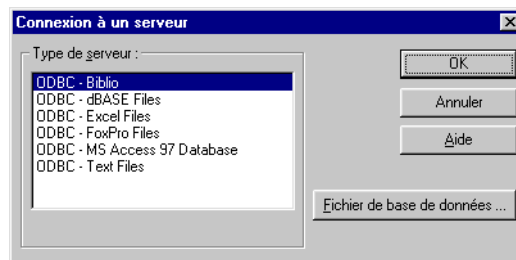 Connexion à un serveur
Type de serveur :
ODBC - Biblio
ODBC - dBASE Files
ODBC - Excel Files
ODBC - FoxPro Files
ODBC - MS Access 97 Database
ODBC - Text Files
OK
Annuler
Aide
Fichier de base de données ...